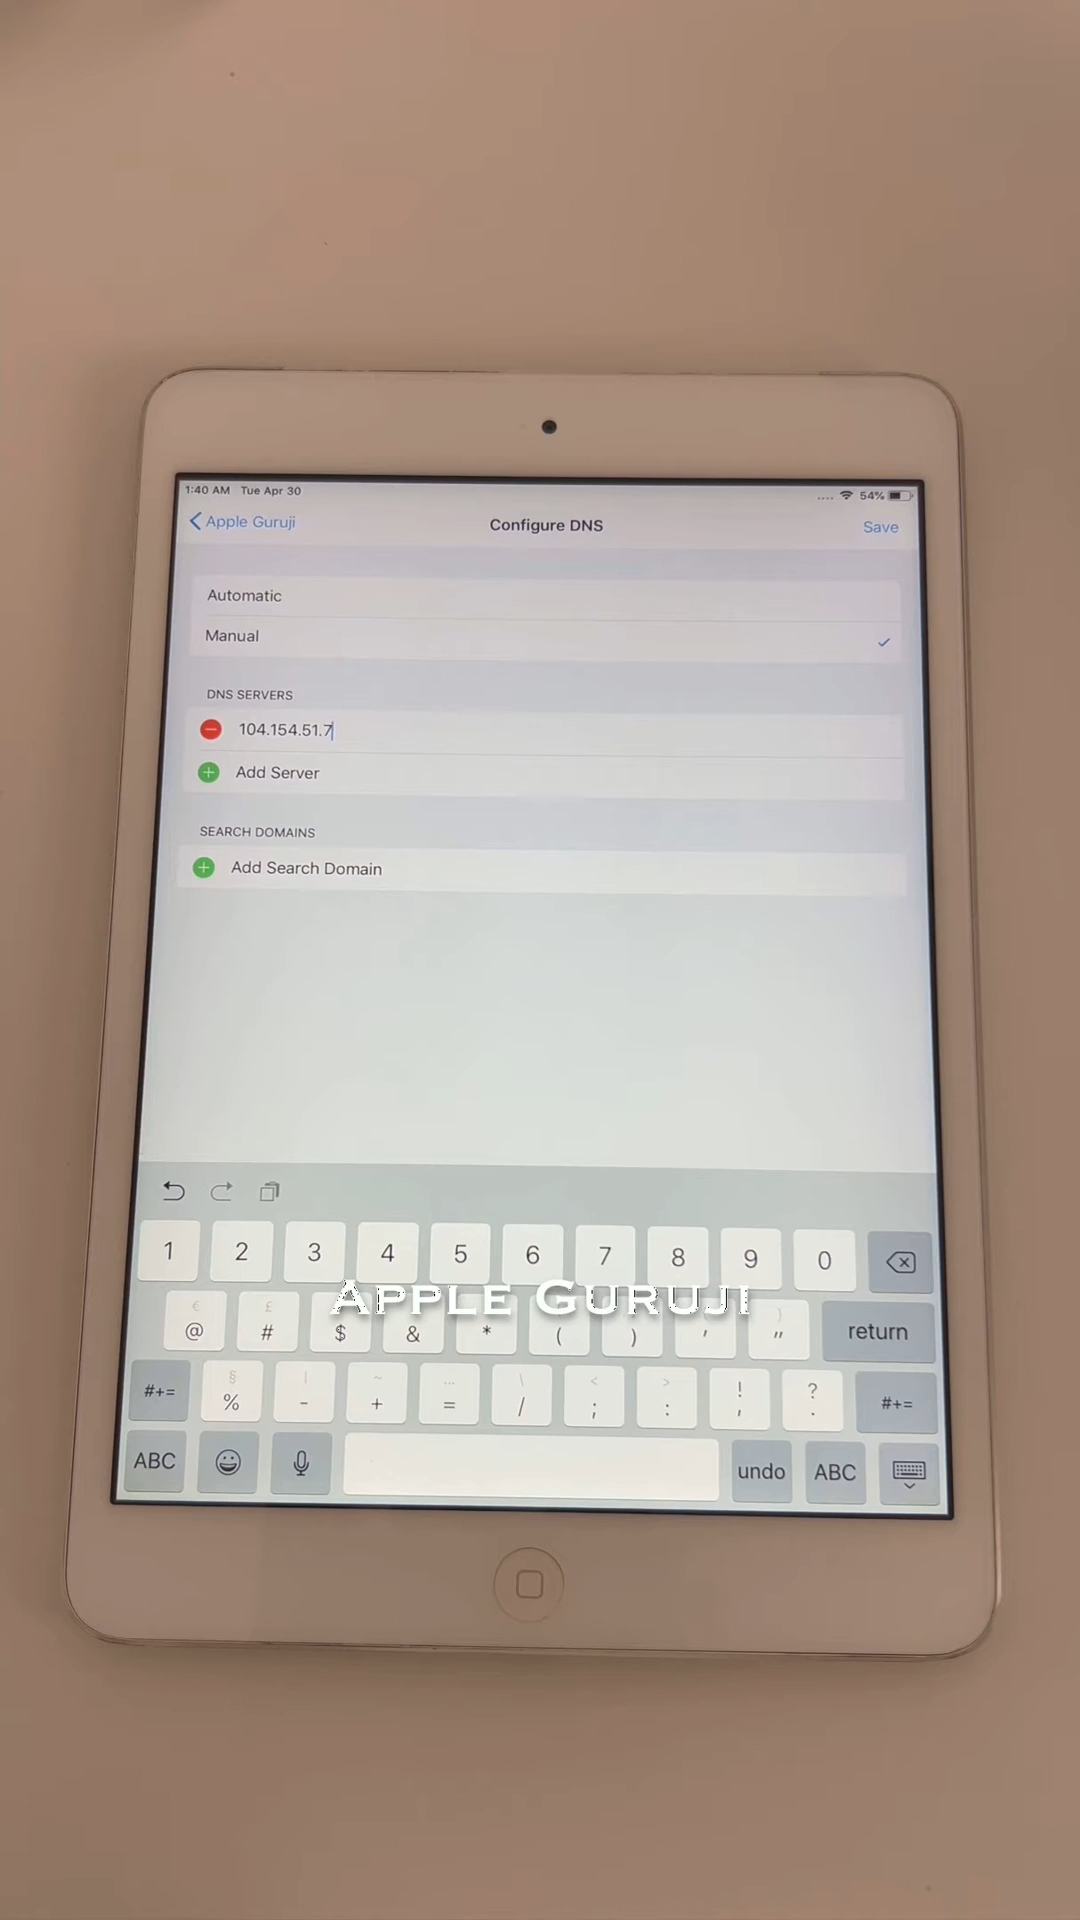 1:40 AM Tue Apr 30
54%
Apple Guruji
Configure DNS
Save
Automatic
Manual
DNS SERVERS
104.154.51.7
Add Server
SEARCH DOMAINS
Add Search Domain
1 2 3 4 5 6 7 8 9 0
APPLE GURUJI
€ £
@ # $ & * ( ) ' "
return
§ | ~ ... \ < > ! ?
#+= % - + = / ; : , . #+=
ABC
undo
ABC